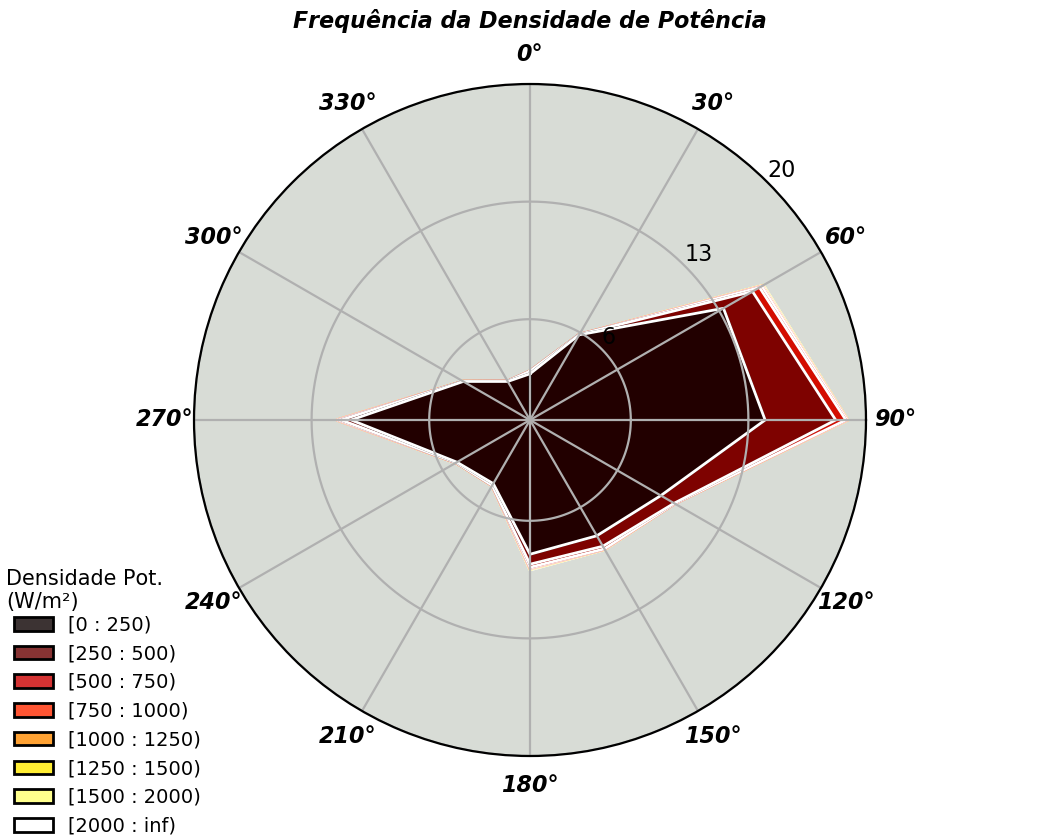 Frequência da Densidade de Potência
0°
330°
30°
20
300°
60°
13
6
270°
90°
240°
120°
210°
150°
180°
Densidade Pot.
(W/m²)
[0 : 250)
[250 : 500)
[500 : 750)
[750 : 1000)
[1000 : 1250)
[1250 : 1500)
[1500 : 2000)
[2000 : inf)